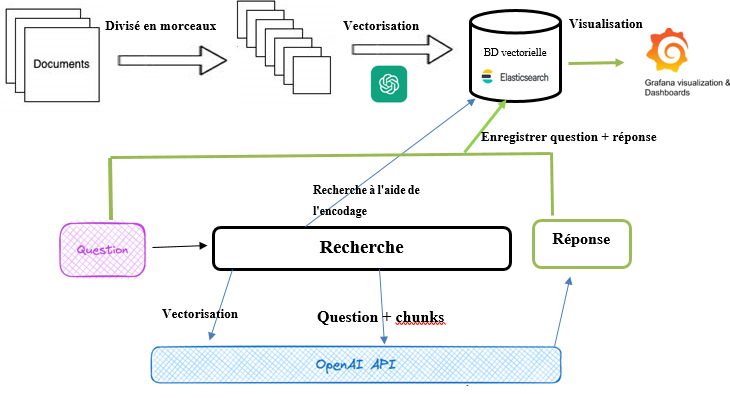 Divisé en morceaux
Vectorisation
Visualisation
Documents
BD vectorielle
Elasticsearch
Grafana visualization &
Dashboards
Enregistrer question + réponse
Recherche à l'aide de
l'encodage
Question
Recherche
Réponse
Vectorisation
Question + chunks
OpenAI API